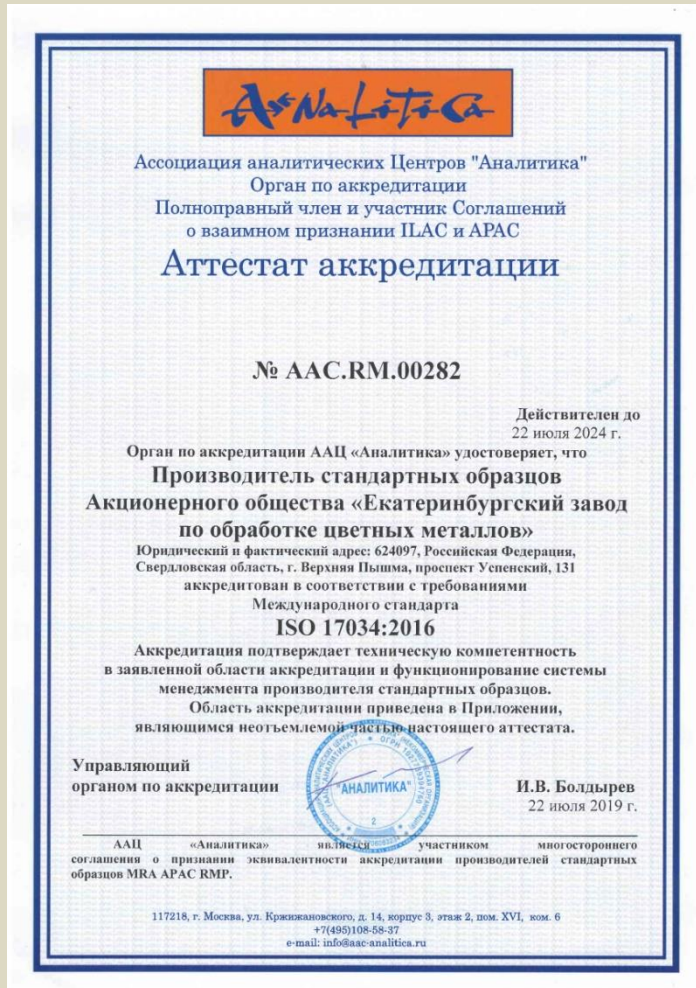 AsNaLiTiCa
Ассоциация аналитических Центров "Аналитика"
Орган по аккредитации
Полноправный член и участник Соглашений
о взаимном признании ILAC и APAC
Аттестат аккредитации
№ AAC.RM.00282
Действителен до
22 июля 2024 г.
Орган по аккредитации ААЦ «Аналитика» удостоверяет, что
Производитель стандартных образцов
Акционерного общества «Екатеринбургский завод
по обработке цветных металлов»
Юридический и фактический адрес: 624097, Российская Федерация,
Свердловская область, г. Верхняя Пышма, проспект Успенский, 131
аккредитован в соответствии с требованиями
Международного стандарта
ISO 17034:2016
Аккредитация подтверждает техническую компетентность
в заявленной области аккредитации и функционирование системы
менеджмента производителя стандартных образцов.
Область аккредитации приведена в Приложении,
являющимся неотъемлемой частью настоящего аттестата.
Управляющий
органом по аккредитации
"АНАЛИТИКА"
2
И.В. Болдырев
22 июля 2019 г.
ААЦ «Аналитика» является участником многостороннего
соглашения о признании эквивалентности аккредитации производителей стандартных
образцов MRA APAC RMP.
117218, г. Москва, ул. Кржижановского, д. 14, корпус 3, этаж 2, пом. XVI, ком. 6
+7(495)108-58-37
e-mail: info@aac-analitica.ru